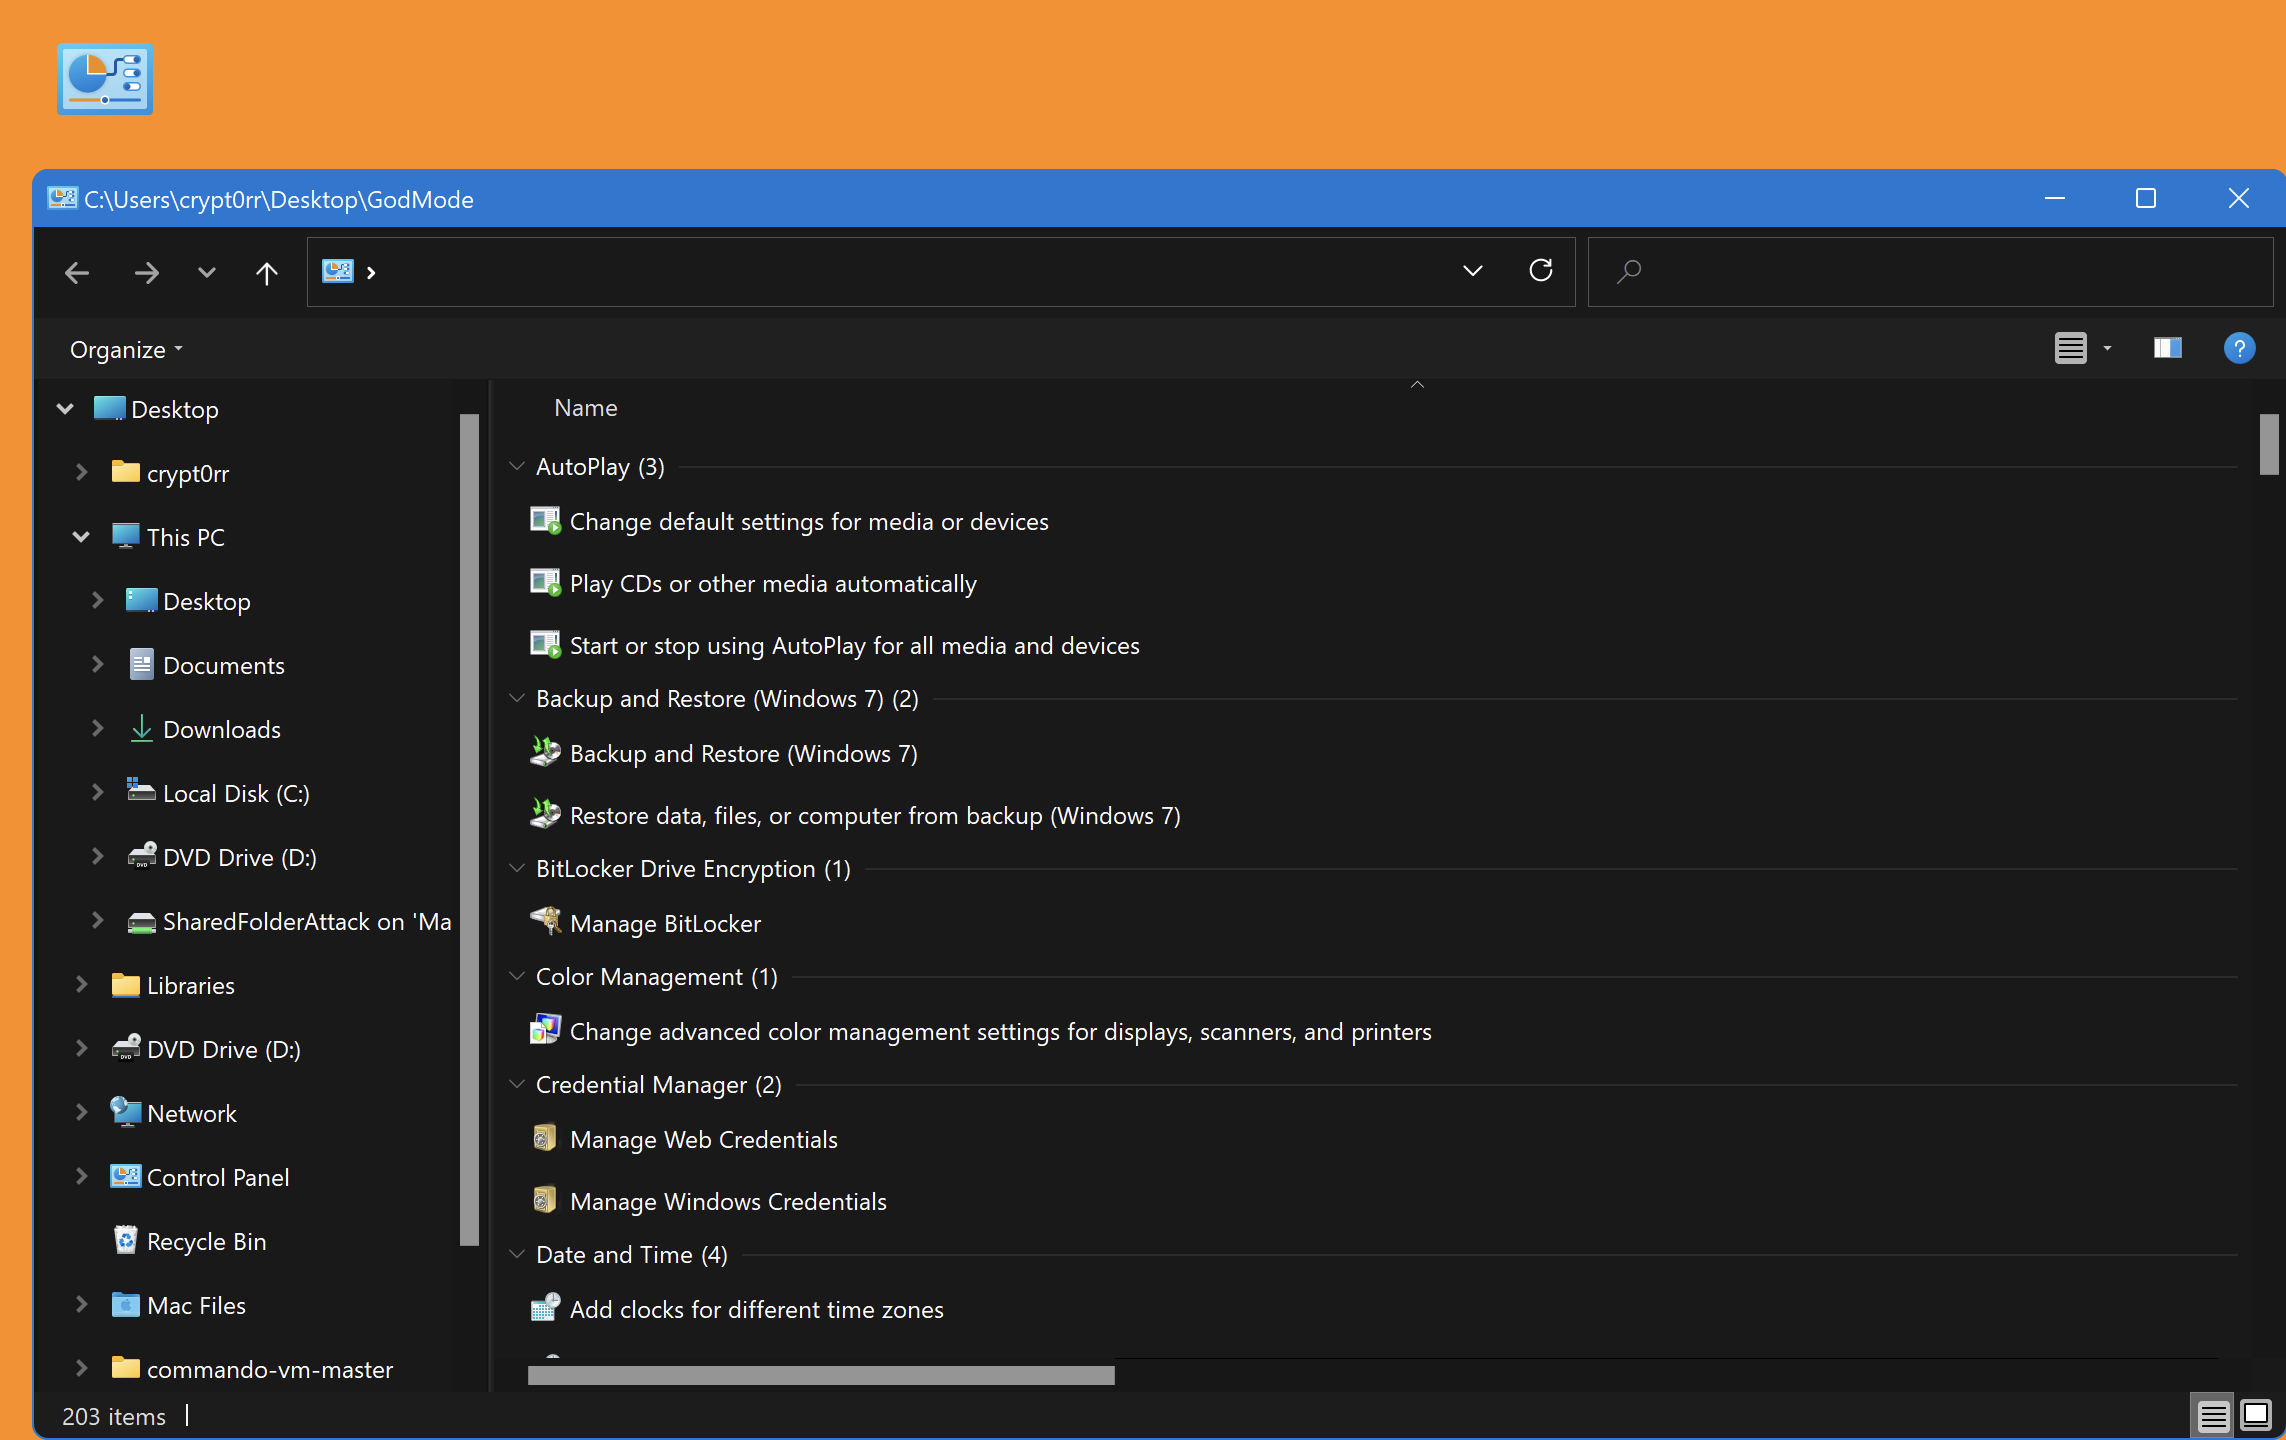 C:\Users\crypt0rr\Desktop\GodMode
Organize
Desktop
crypt0rr
This PC
Desktop
Documents
Downloads
Local Disk (C:)
DVD Drive (D:)
SharedFolderAttack on 'Ma
Libraries
DVD Drive (D:)
Network
Control Panel
Recycle Bin
Mac Files
commando-vm-master
Name
AutoPlay (3)
Change default settings for media or devices
Play CDs or other media automatically
Start or stop using AutoPlay for all media and devices
Backup and Restore (Windows 7) (2)
Backup and Restore (Windows 7)
Restore data, files, or computer from backup (Windows 7)
BitLocker Drive Encryption (1)
Manage BitLocker
Color Management (1)
Change advanced color management settings for displays, scanners, and printers
Credential Manager (2)
Manage Web Credentials
Manage Windows Credentials
Date and Time (4)
Add clocks for different time zones
203 items